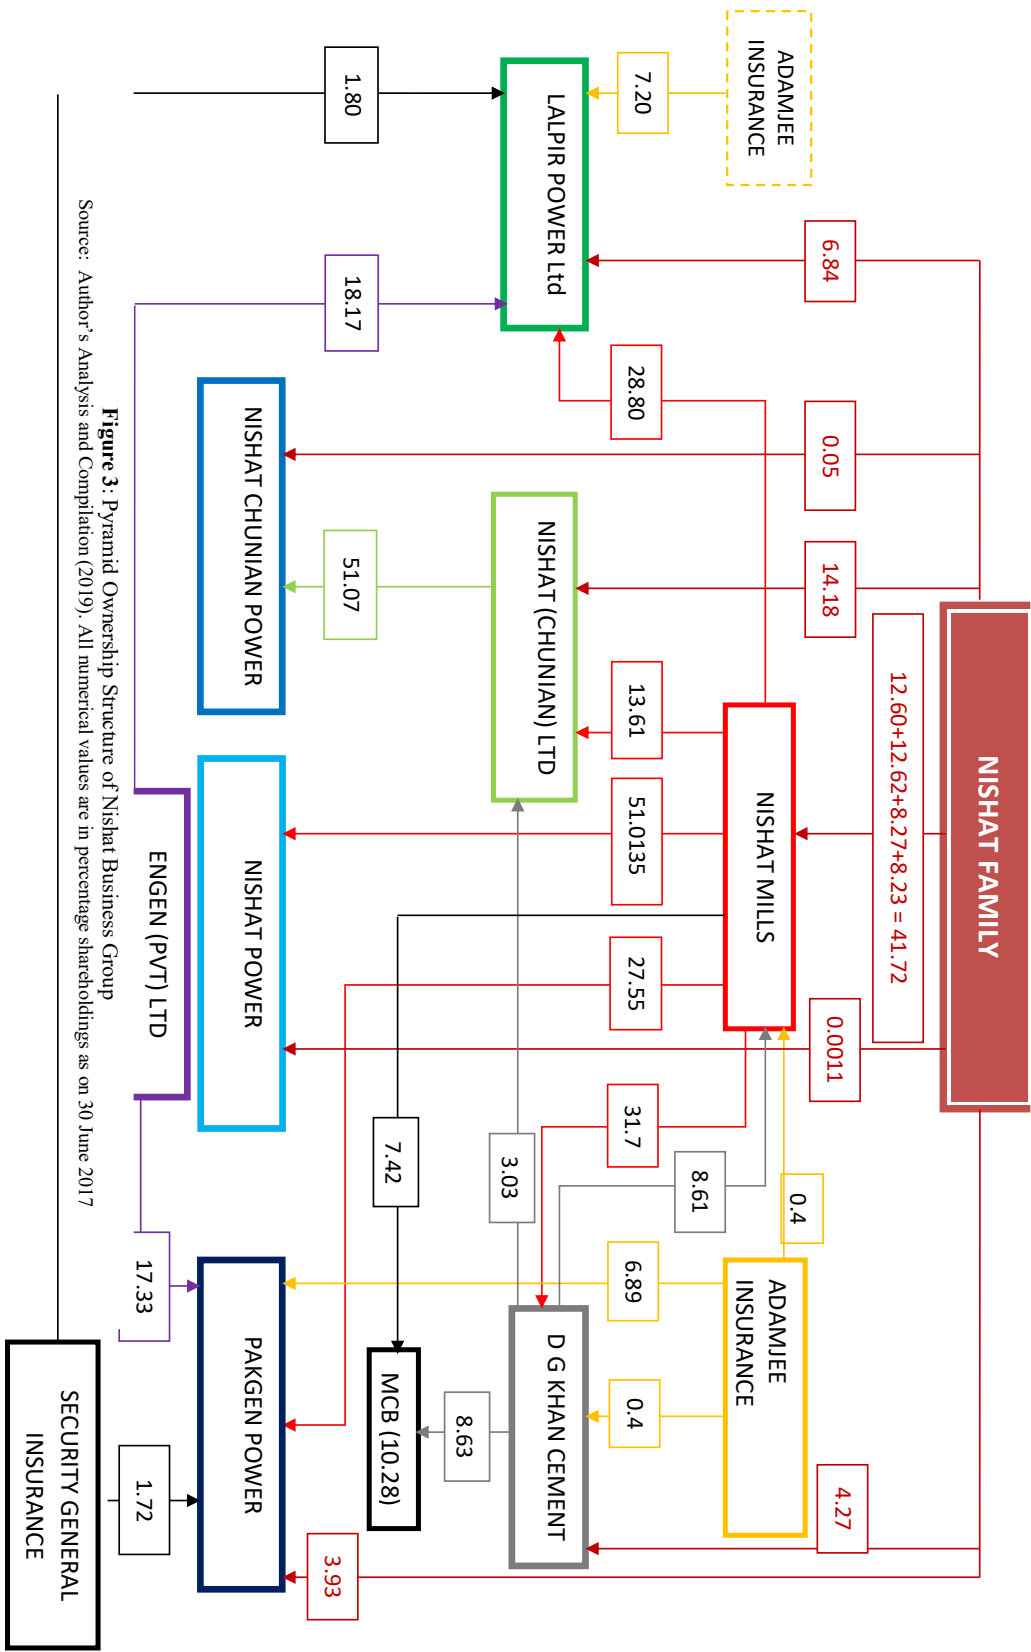 NISHAT FAMILY
12.60+12.62+8.27+8.23 = 41.72
6.84
0.05
14.18
0.0011
4.27
ADAMJEE
INSURANCE
7.20
28.80
13.61
NISHAT MILLS
51.0135
27.55
31.7
8.61
0.4
ADAMJEE
INSURANCE
6.89
0.4
LALPIR POWER Ltd
NISHAT (CHUNIAN) LTD
3.03
D G KHAN CEMENT
7.42
8.63
MCB (10.28)
3.93
1.80
18.17
51.07
NISHAT CHUNIAN POWER
NISHAT POWER
PAKGEN POWER
ENGEN (PVT) LTD
17.33
1.72
SECURITY GENERAL
INSURANCE
Figure 3: Pyramid Ownership Structure of Nishat Business Group
Source: Author's Analysis and Compilation (2019). All numerical values are in percentage shareholdings as on 30 June 2017